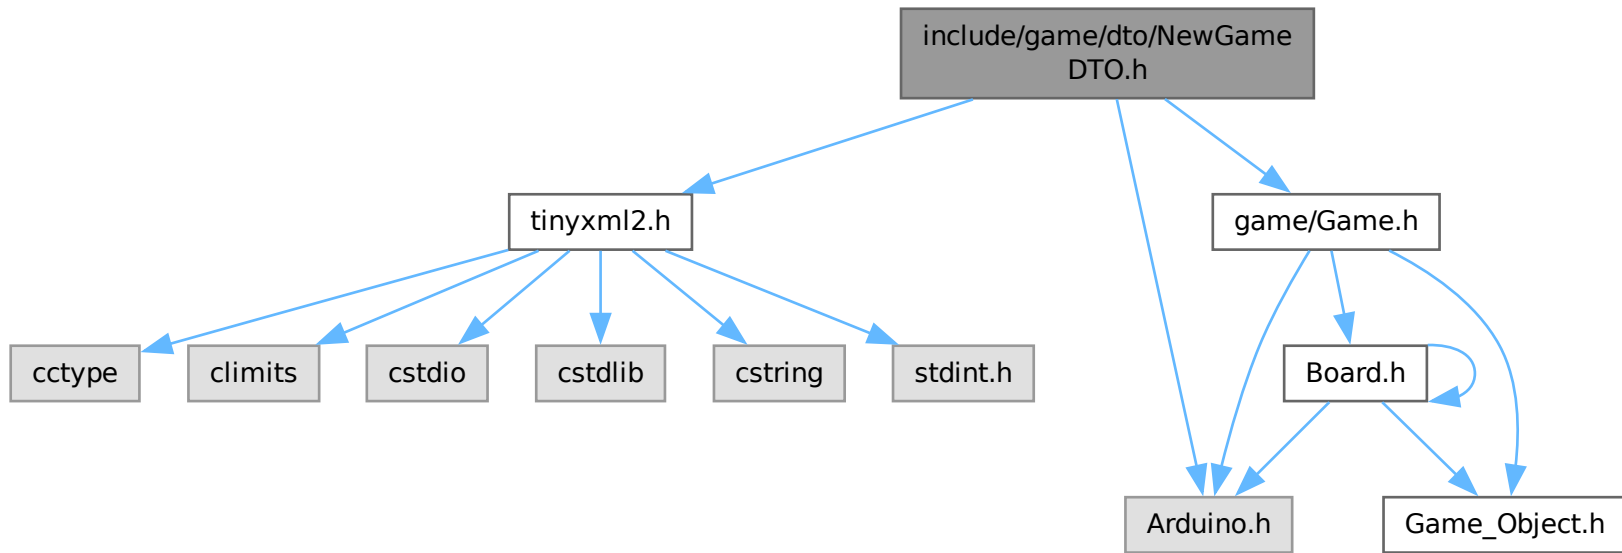 include/game/dto/NewGame
DTO.h
tinyxml2.h
game/Game.h
cctype
climits
cstdio
cstdlib
cstring
stdint.h
Board.h
Arduino.h
Game_Object.h